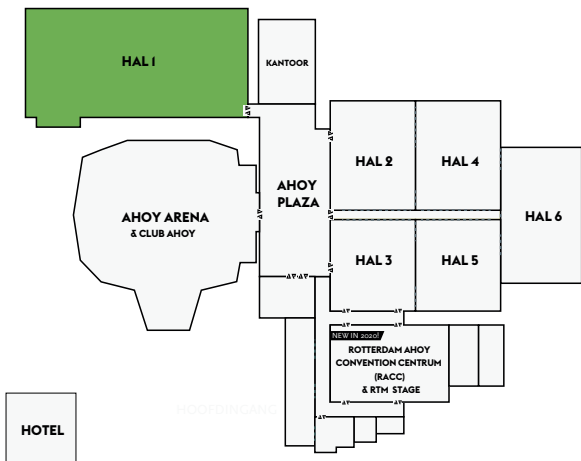 HAL 1
KANTOOR
HAL 2
HAL 4
AHOY
PLAZA
HAL 6
AHOY ARENA
& CLUB AHOY
HAL 3
HAL 5
NEW IN 2020!
ROTTERDAM AHOY
CONVENTION CENTRUM
(RACC)
& RTM STAGE
HOOFDINGANG
HOTEL